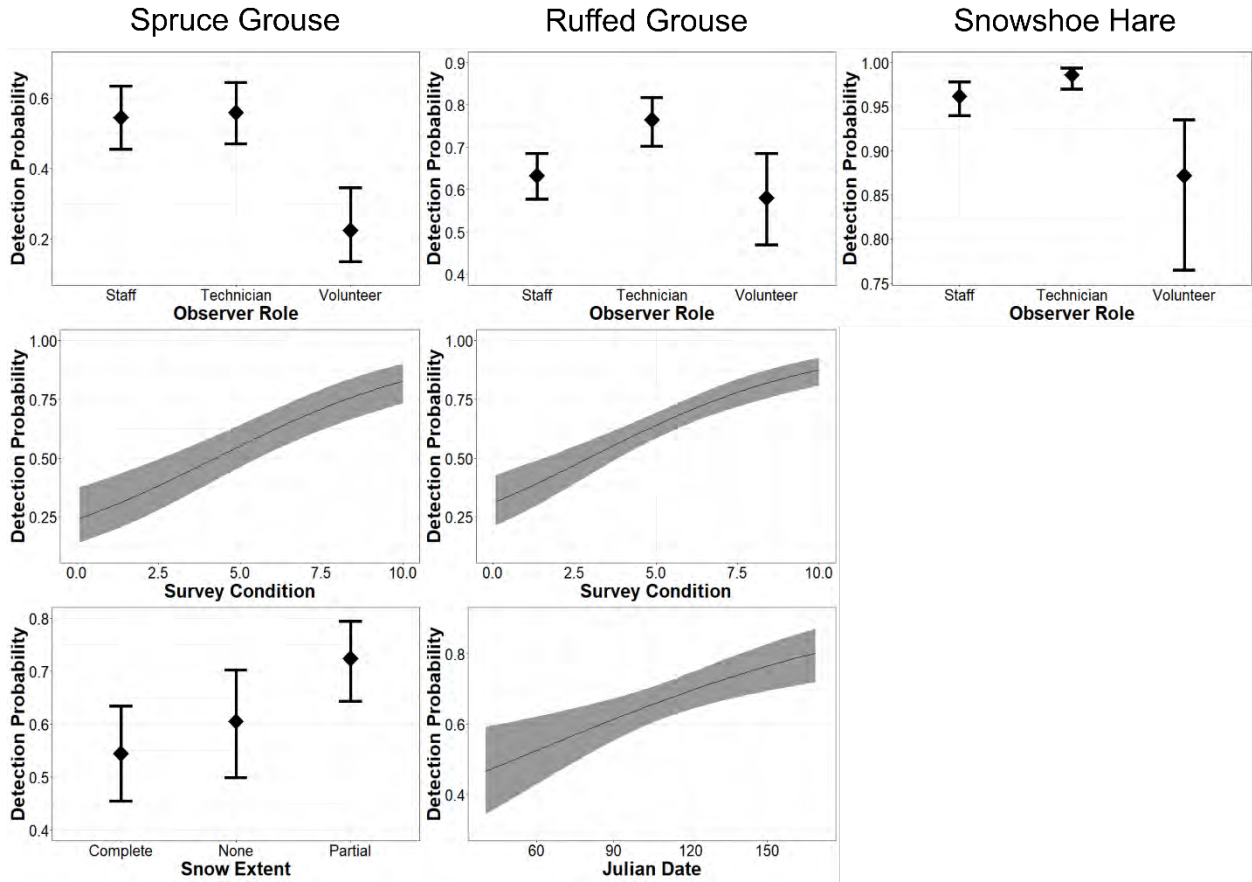 Spruce Grouse
Ruffed Grouse
Snowshoe Hare
Detection Probability
0.6
0.4
0.2
Staff
Technician
Volunteer
Observer Role
Detection Probability
0.9
0.8
0.7
0.6
0.5
0.4
Staff
Technician
Volunteer
Observer Role
Detection Probability
1.00
0.95
0.90
0.85
0.80
0.75
Staff
Technician
Volunteer
Observer Role
Detection Probability
1.00
0.75
0.50
0.25
0.0
2.5
5.0
7.5
10.0
Survey Condition
Detection Probability
1.00
0.75
0.50
0.25
0.0
2.5
5.0
7.5
10.0
Survey Condition
Detection Probability
0.8
0.7
0.6
0.5
0.4
Complete
None
Partial
Snow Extent
Detection Probability
0.8
0.6
0.4
60
90
120
150
Julian Date